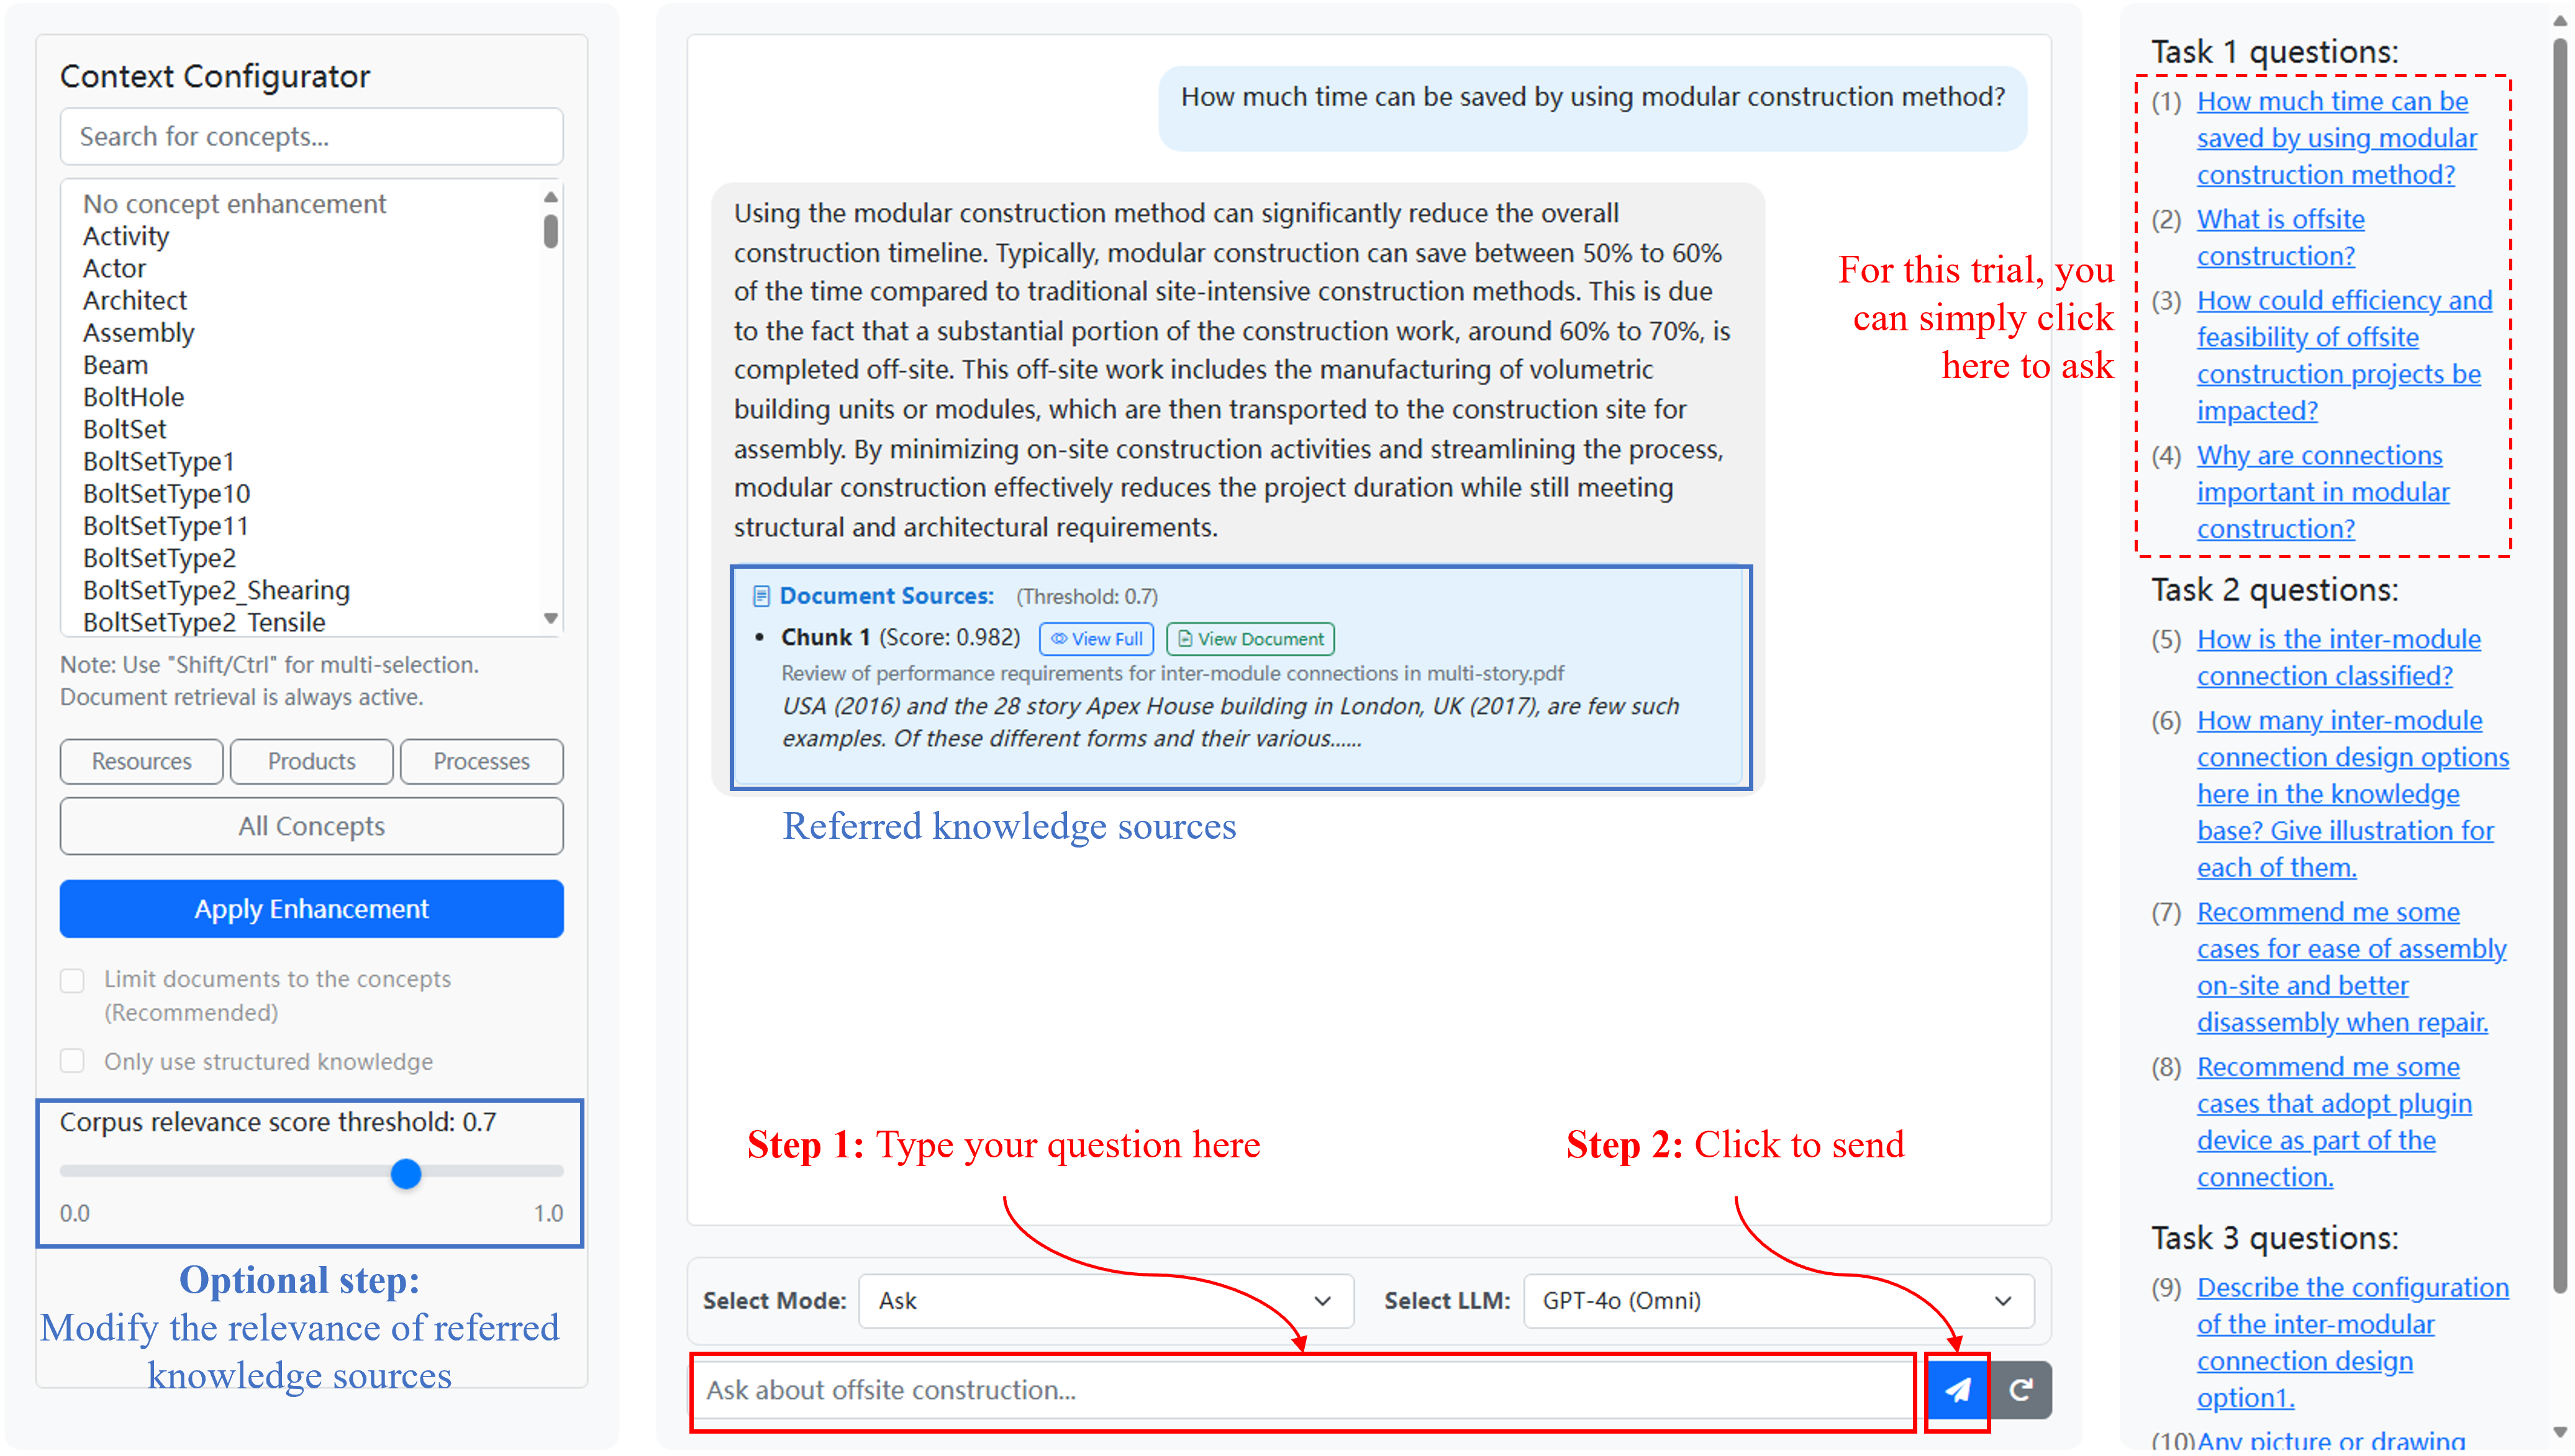 Context Configurator
Search for concepts...
No concept enhancement
Activity
Actor
Architect
Assembly
Beam
BoltHole
BoltSet
BoltSetType1
BoltSetType10
BoltSetType11
BoltSetType2
BoltSetType2_Shearing
BoltSetType2_Tensile
Note: Use "Shift/Ctrl" for multi-selection.
Document retrieval is always active.
Resources
Products
Processes
All Concepts
Apply Enhancement
Limit documents to the concepts
(Recommended)
Only use structured knowledge
Corpus relevance score threshold: 0.7
0.0
1.0
Optional step:
Modify the relevance of referred
knowledge sources
How much time can be saved by using modular construction method?
Using the modular construction method can significantly reduce the overall
construction timeline. Typically, modular construction can save between 50% to 60%
of the time compared to traditional site-intensive construction methods. This is due
to the fact that a substantial portion of the construction work, around 60% to 70%, is
completed off-site. This off-site work includes the manufacturing of volumetric
building units or modules, which are then transported to the construction site for
assembly. By minimizing on-site construction activities and streamlining the process,
modular construction effectively reduces the project duration while still meeting
structural and architectural requirements.
Document Sources: (Threshold: 0.7)
• Chunk 1 (Score: 0.982) View Full View Document
Review of performance requirements for inter-module connections in multi-story.pdf
USA (2016) and the 28 story Apex House building in London, UK (2017), are few such
examples. Of these different forms and their various......
Referred knowledge sources
For this trial, you
can simply click
here to ask
Step 1: Type your question here
Step 2: Click to send
Select Mode: Ask
Select LLM: GPT-4o (Omni)
Ask about offsite construction...
Task 1 questions:
(1) How much time can be
saved by using modular
construction method?
(2) What is offsite
construction?
(3) How could efficiency and
feasibility of offsite
construction projects be
impacted?
(4) Why are connections
important in modular
construction?
Task 2 questions:
(5) How is the inter-module
connection classified?
(6) How many inter-module
connection design options
here in the knowledge
base? Give illustration for
each of them.
(7) Recommend me some
cases for ease of assembly
on-site and better
disassembly when repair.
(8) Recommend me some
cases that adopt plugin
device as part of the
connection.
Task 3 questions:
(9) Describe the configuration
of the inter-modular
connection design
option1.
(10)Any picture or drawing